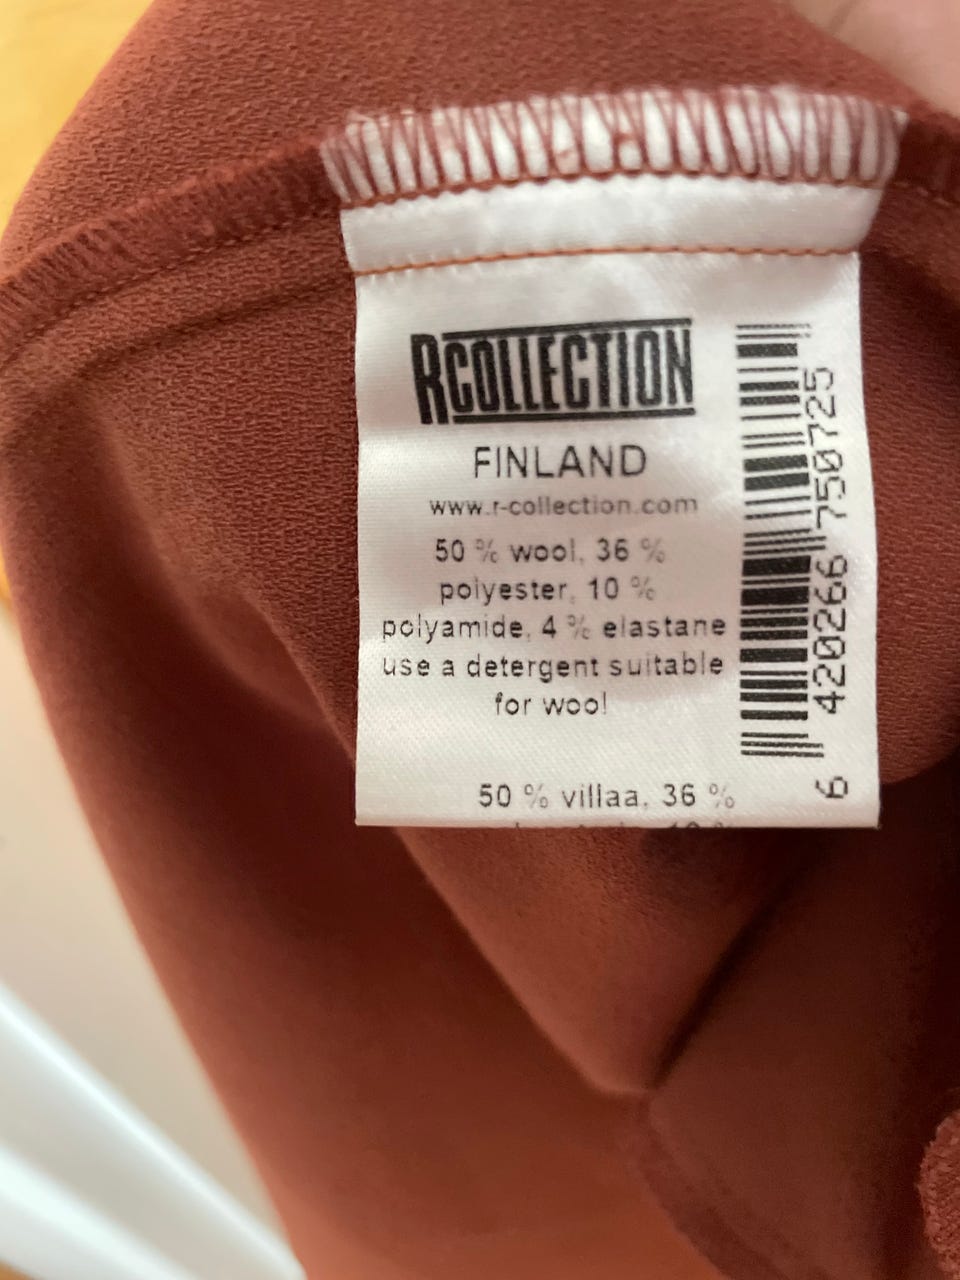 RCOLLECTION
FINLAND
www.r-collection.com
50 % wool, 36 %
polyester, 10 %
polyamide, 4 % elastane
use a detergent suitable
for wool
50 % villaa, 36 %
6 420266 750725